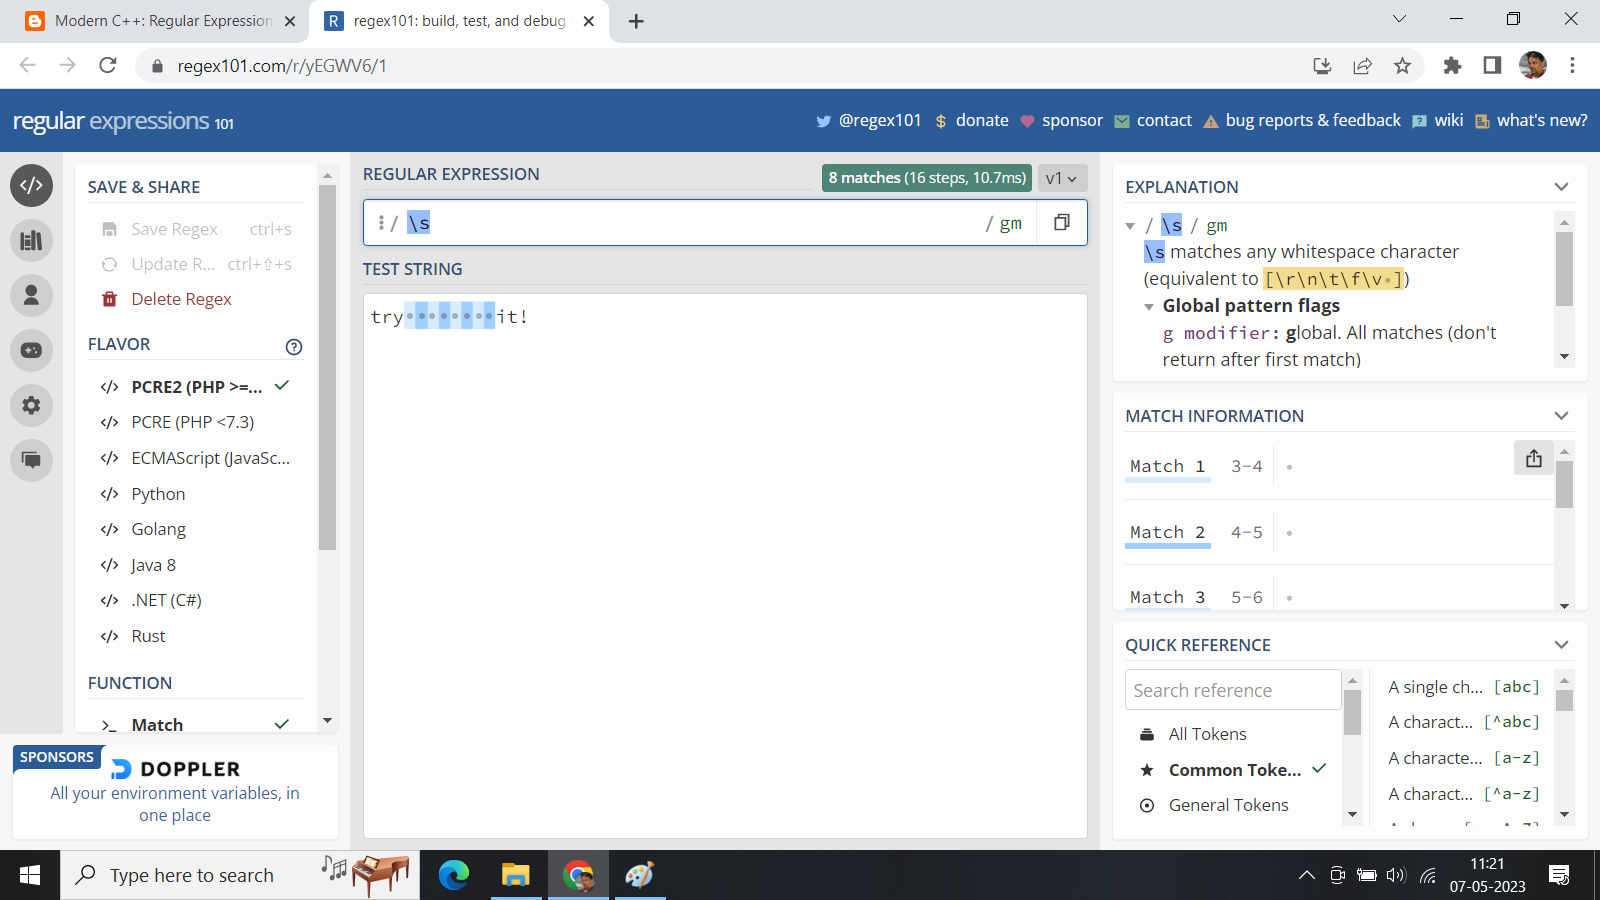 Modern C++: Regular Expression
regex101: build, test, and debug
regex101.com/r/yEGWV6/1
regular expressions 101
@regex101
$ donate
sponsor
contact
bug reports & feedback
wiki
what's new?
SAVE & SHARE
Save Regex ctrl+s
Update R... ctrl+⇧+s
Delete Regex
FLAVOR
</> PCRE2 (PHP >=...
</> PCRE (PHP <7.3)
</> ECMAScript (JavaSc...
</> Python
</> Golang
</> Java 8
</> .NET (C#)
</> Rust
FUNCTION
>_ Match
SPONSORS
DOPPLER
All your environment variables, in
one place
REGULAR EXPRESSION
8 matches (16 steps, 10.7ms)
v1
/ \s / gm
TEST STRING
try········it!
EXPLANATION
/ \s / gm
\s matches any whitespace character
(equivalent to [\r\n\t\f\v·])
Global pattern flags
g modifier: global. All matches (don't
return after first match)
MATCH INFORMATION
Match 1 3-4 ·
Match 2 4-5 ·
Match 3 5-6 ·
QUICK REFERENCE
Search reference
All Tokens
Common Toke...
General Tokens
A single ch... [abc]
A charact... [^abc]
A characte... [a-z]
A charact... [^a-z]
Type here to search
11:21
07-05-2023